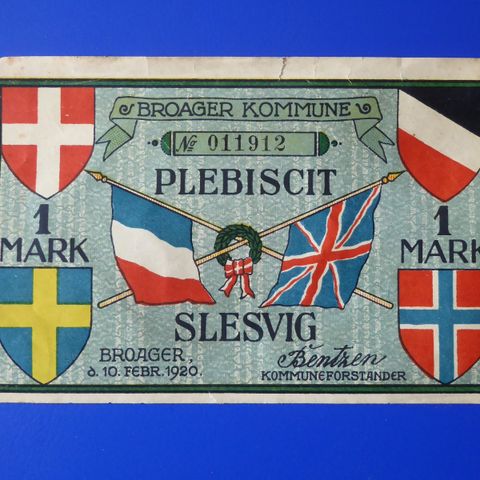 BROAGER KOMMUNE
№ 011912
PLEBISCIT
1 MARK
1 MARK
SLESVIG
BROAGER,
d. 10. FEBR. 1920.
Bentzen
KOMMUNEFORSTANDER